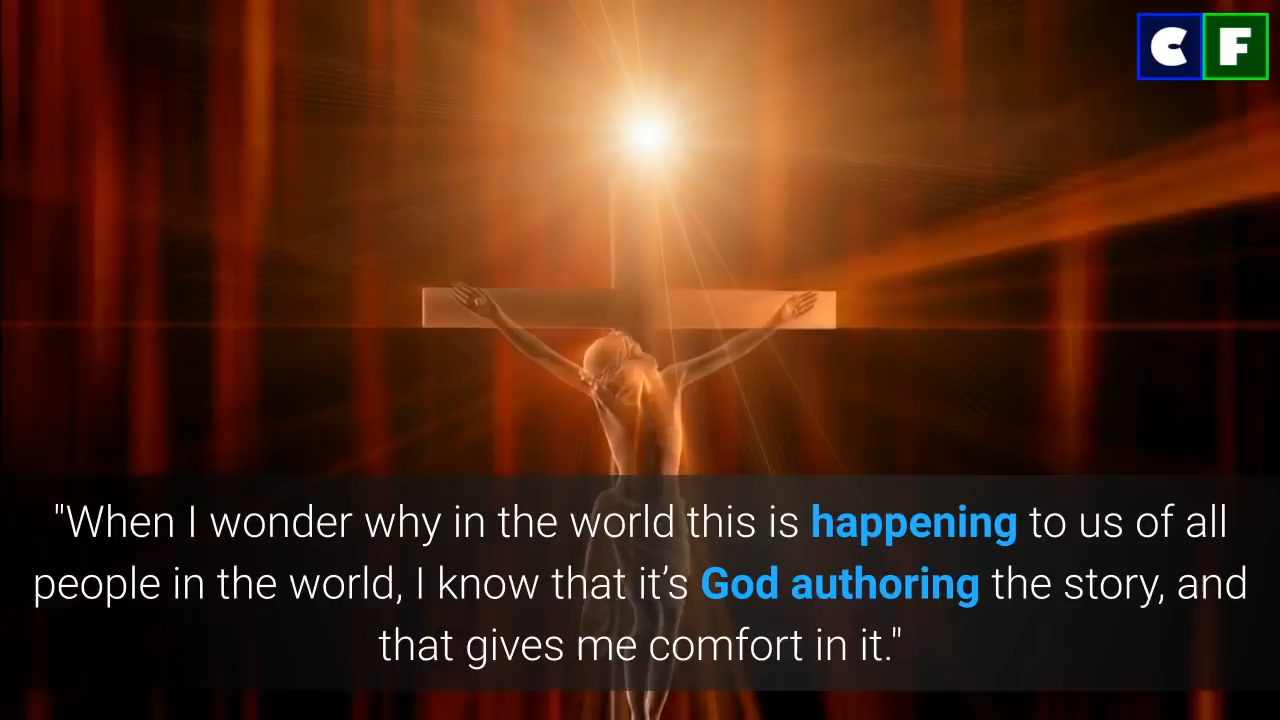 C F
"When I wonder why in the world this is happening to us of all
people in the world, I know that it’s God authoring the story, and
that gives me comfort in it."